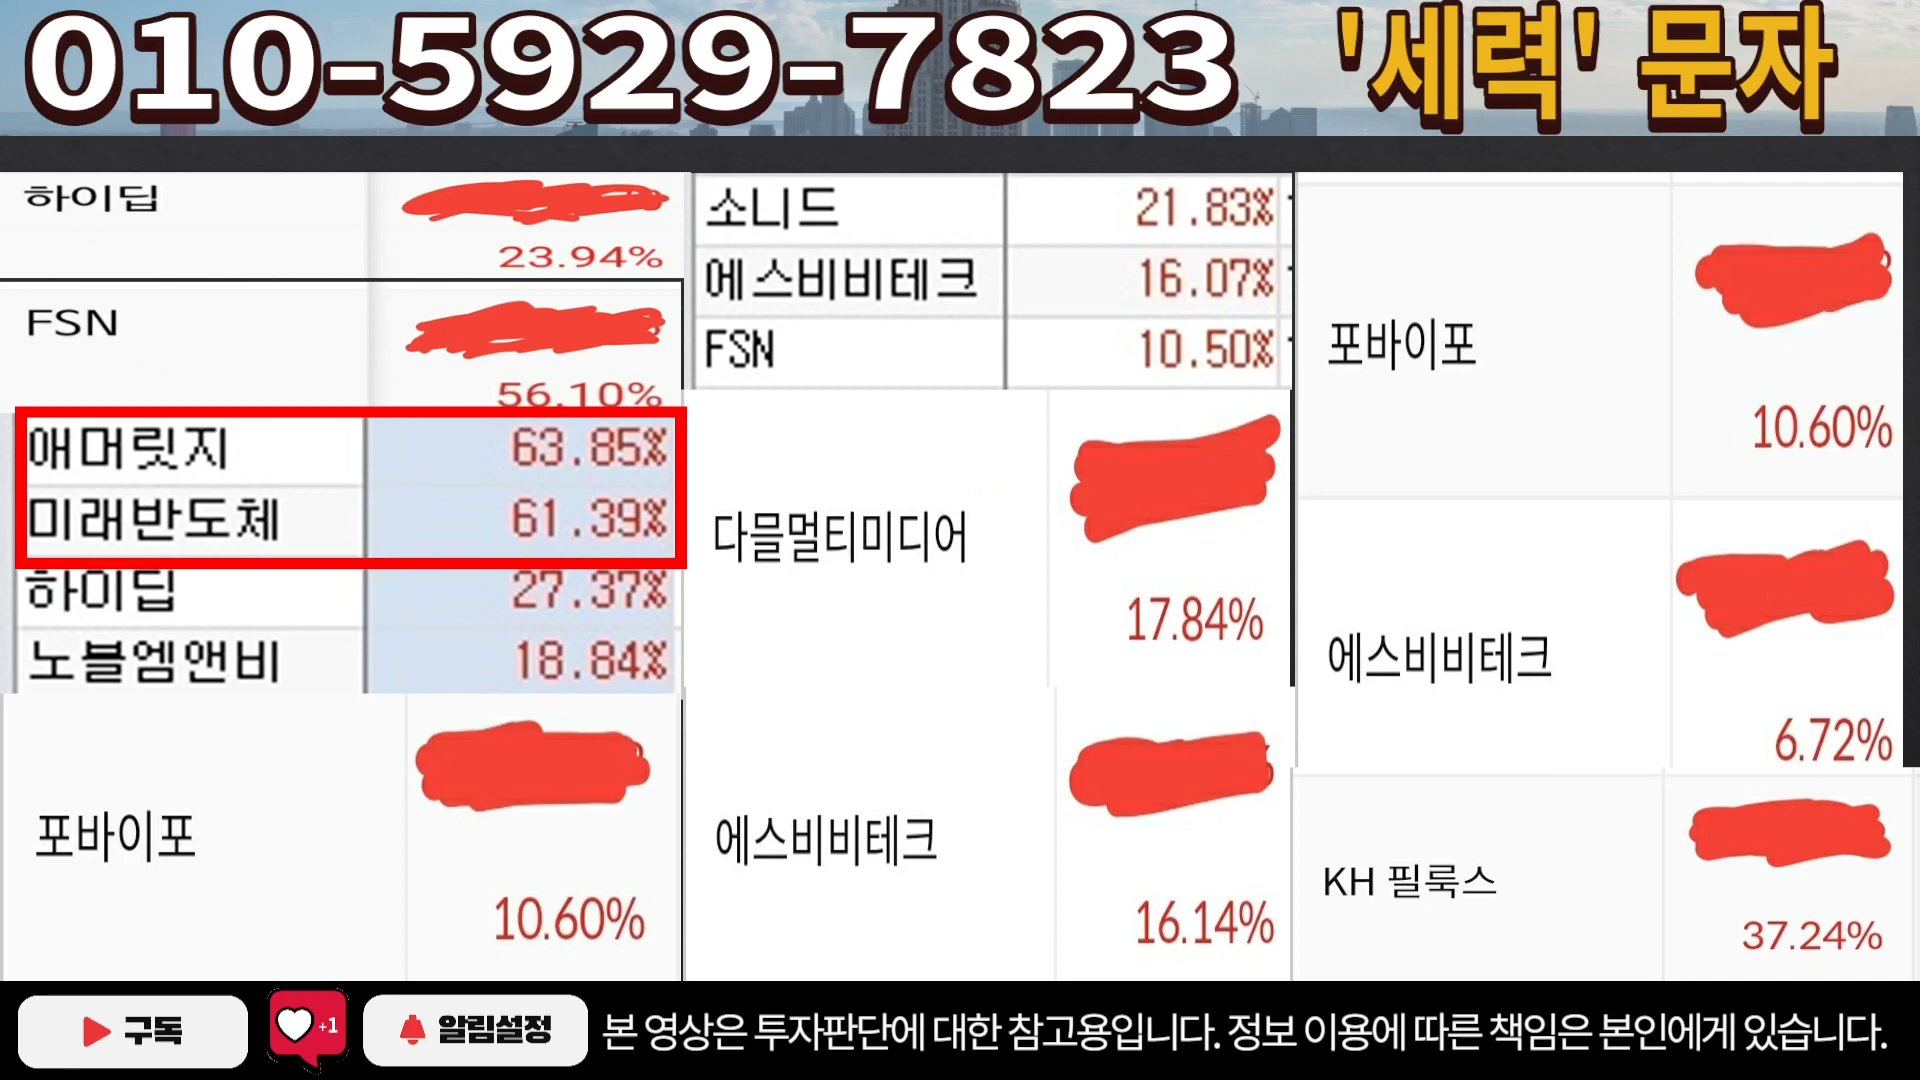 010-5929-7823 '세력' 문자
하이딥
23.94%
FSN
56.10%
애머릿지 63.85%
미래반도체 61.39%
하이딥 27.37%
노블엠앤비 18.84%
포바이포
10.60%
소니드 21.83%
에스비비테크 16.07%
FSN 10.50%
다믈멀티미디어
17.84%
에스비비테크
16.14%
포바이포
10.60%
에스비비테크
6.72%
KH 필룩스
37.24%
구독 +1 알림설정 본 영상은 투자판단에 대한 참고용입니다. 정보 이용에 따른 책임은 본인에게 있습니다.